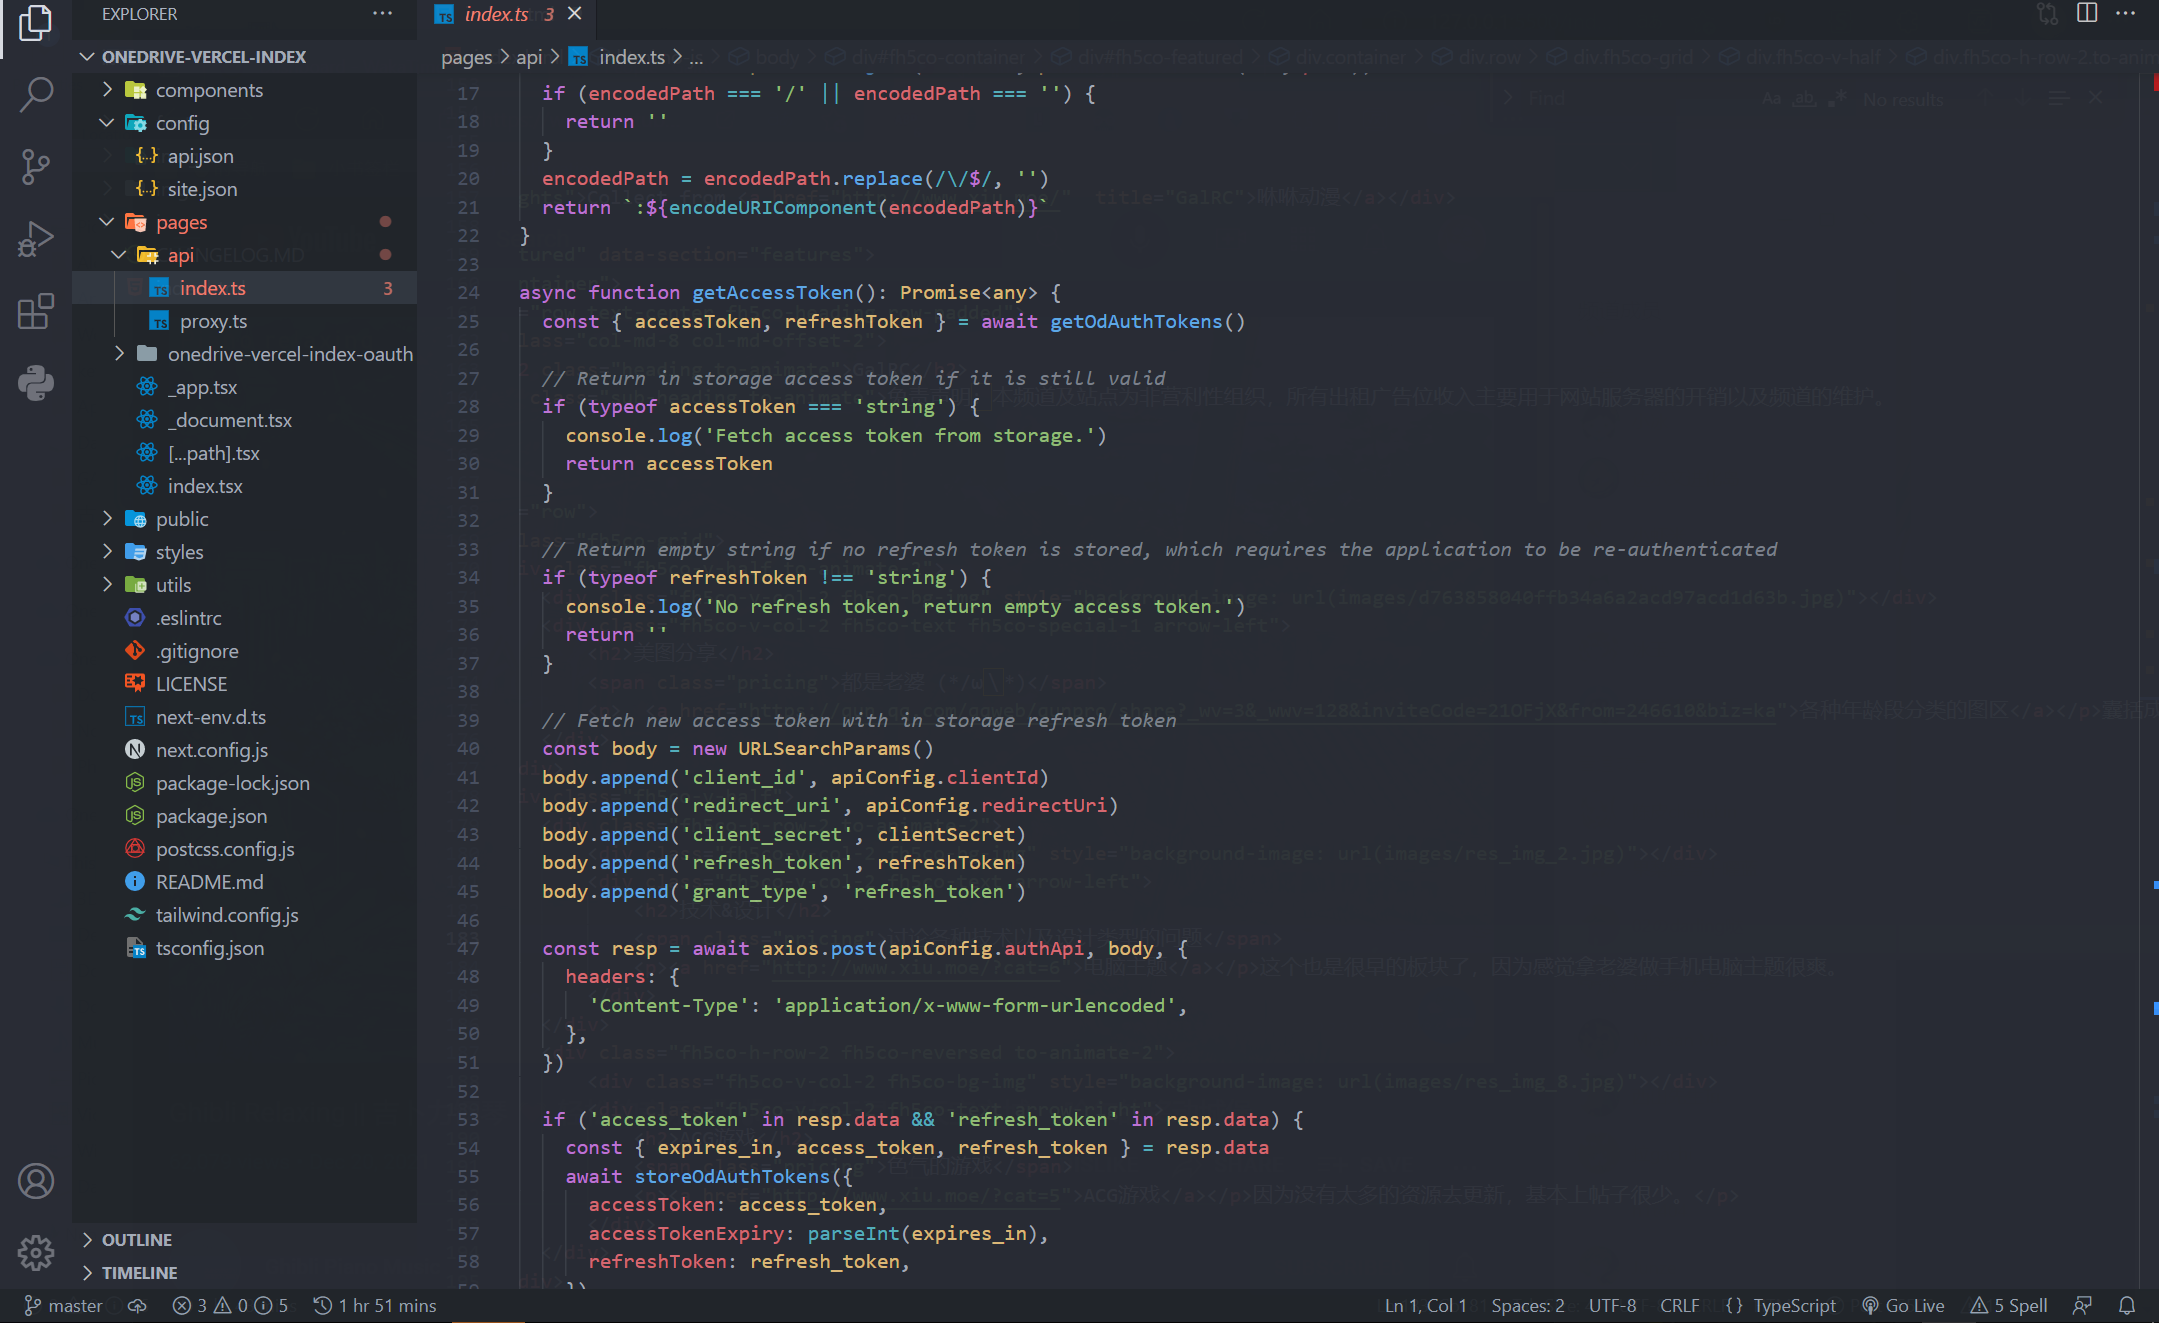 EXPLORER
ONEDRIVE-VERCEL-INDEX
components
config
api.json
site.json
pages
api
index.ts 3
proxy.ts
onedrive-vercel-index-oauth
_app.tsx
_document.tsx
[...path].tsx
index.tsx
public
styles
utils
.eslintrc
.gitignore
LICENSE
next-env.d.ts
next.config.js
package-lock.json
package.json
postcss.config.js
README.md
tailwind.config.js
tsconfig.json
OUTLINE
TIMELINE
index.ts 3
pages > api > index.ts > ...
17 if (encodedPath === '/' || encodedPath === '') {
18 return ''
19 }
20 encodedPath = encodedPath.replace(/\/$/, '')
21 return `:${encodeURIComponent(encodedPath)}`
22 }
23
24 async function getAccessToken(): Promise<any> {
25 const { accessToken, refreshToken } = await getOdAuthTokens()
26
27 // Return in storage access token if it is still valid
28 if (typeof accessToken === 'string') {
29 console.log('Fetch access token from storage.')
30 return accessToken
31 }
32
33 // Return empty string if no refresh token is stored, which requires the application to be re-authenticated
34 if (typeof refreshToken !== 'string') {
35 console.log('No refresh token, return empty access token.')
36 return ''
37 }
38
39 // Fetch new access token with in storage refresh token
40 const body = new URLSearchParams()
41 body.append('client_id', apiConfig.clientId)
42 body.append('redirect_uri', apiConfig.redirectUri)
43 body.append('client_secret', clientSecret)
44 body.append('refresh_token', refreshToken)
45 body.append('grant_type', 'refresh_token')
46
47 const resp = await axios.post(apiConfig.authApi, body, {
48 headers: {
49 'Content-Type': 'application/x-www-form-urlencoded',
50 },
51 })
52
53 if ('access_token' in resp.data && 'refresh_token' in resp.data) {
54 const { expires_in, access_token, refresh_token } = resp.data
55 await storeOdAuthTokens({
56 accessToken: access_token,
57 accessTokenExpiry: parseInt(expires_in),
58 refreshToken: refresh_token,
master 3 0 5 1 hr 51 mins Ln 1, Col 1 Spaces: 2 UTF-8 CRLF {} TypeScript Go Live 5 Spell